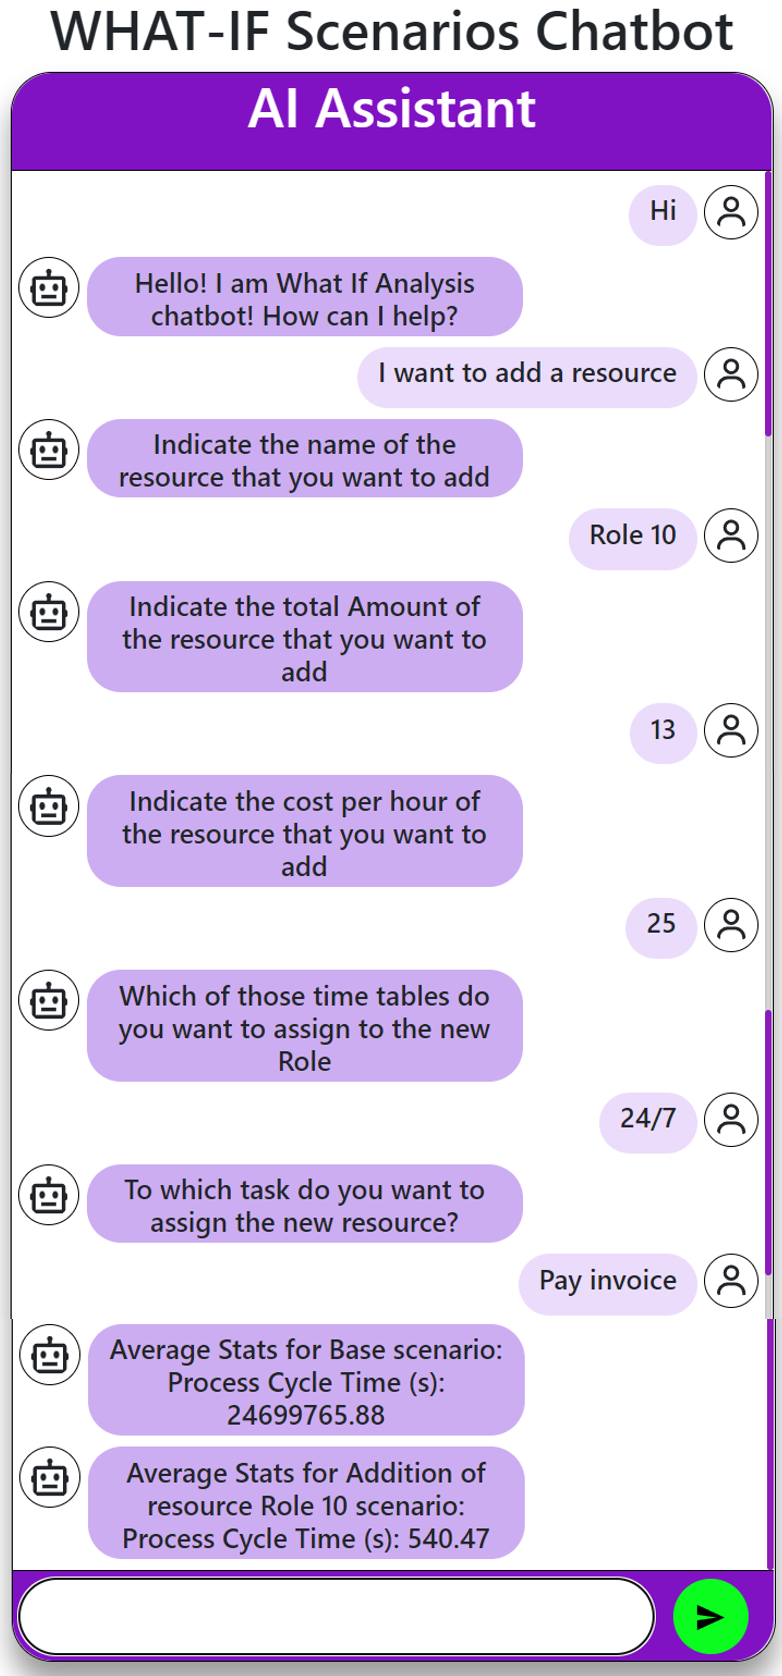 WHAT-IF Scenarios Chatbot
AI Assistant
Hi
Hello! I am What If Analysis
chatbot! How can I help?
I want to add a resource
Indicate the name of the
resource that you want to add
Role 10
Indicate the total Amount of
the resource that you want to
add
13
Indicate the cost per hour of
the resource that you want to
add
25
Which of those time tables do
you want to assign to the new
Role
24/7
To which task do you want to
assign the new resource?
Pay invoice
Average Stats for Base scenario:
Process Cycle Time (s):
24699765.88
Average Stats for Addition of
resource Role 10 scenario:
Process Cycle Time (s): 540.47